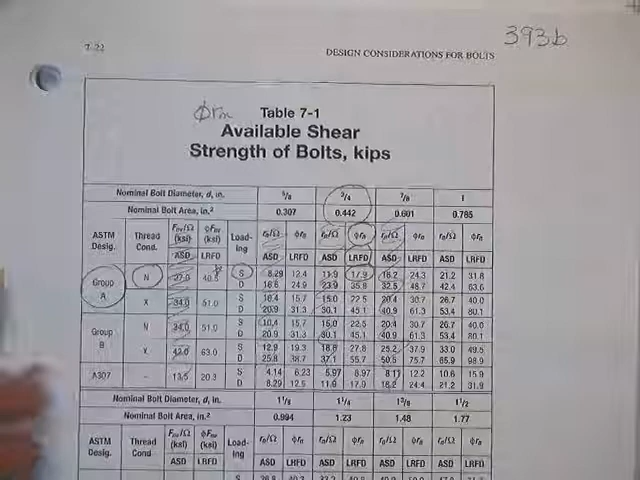 7-22
DESIGN CONSIDERATIONS FOR BOLTS
393b
φrn
Table 7-1
Available Shear
Strength of Bolts, kips
Nominal Bolt Diameter, d, in. 5/8 3/4 7/8 1
Nominal Bolt Area, in.² 0.307 0.442 0.601 0.785
ASTM Desig. Thread Cond. Fnv/Ω (ksi) φFnv (ksi) Load-ing rn/Ω φrn rn/Ω φrn rn/Ω φrn rn/Ω φrn
ASD LRFD ASD LRFD ASD LRFD ASD LRFD ASD LRFD
Group A N 27.0 40.5 S 8.29 12.4 11.9 17.9 16.2 24.3 21.2 31.8
D 16.6 24.9 23.9 35.8 32.5 48.7 42.4 63.6
X 34.0 51.0 S 10.4 15.7 15.0 22.5 20.4 30.7 26.7 40.0
D 20.9 31.3 30.1 45.1 40.9 61.3 53.4 80.1
Group B N 34.0 51.0 S 10.4 15.7 15.0 22.5 20.4 30.7 26.7 40.0
D 20.9 31.3 30.1 45.1 40.9 61.3 53.4 80.1
X 42.0 63.0 S 12.9 19.3 18.6 27.8 25.2 37.9 33.0 49.5
D 25.8 38.7 37.1 55.7 50.5 75.7 65.9 98.9
A307 – 13.5 20.3 S 4.14 6.23 5.97 8.97 8.11 12.2 10.6 15.9
D 8.29 12.5 11.9 17.9 16.2 24.4 21.2 31.9
Nominal Bolt Diameter, d, in. 1 1/8 1 1/4 1 3/8 1 1/2
Nominal Bolt Area, in.² 0.994 1.23 1.48 1.77
ASTM Desig. Thread Cond. Fnv/Ω (ksi) φFnv (ksi) Load-ing rn/Ω φrn rn/Ω φrn rn/Ω φrn rn/Ω φrn
ASD LRFD ASD LRFD ASD LRFD ASD LRFD ASD LRFD